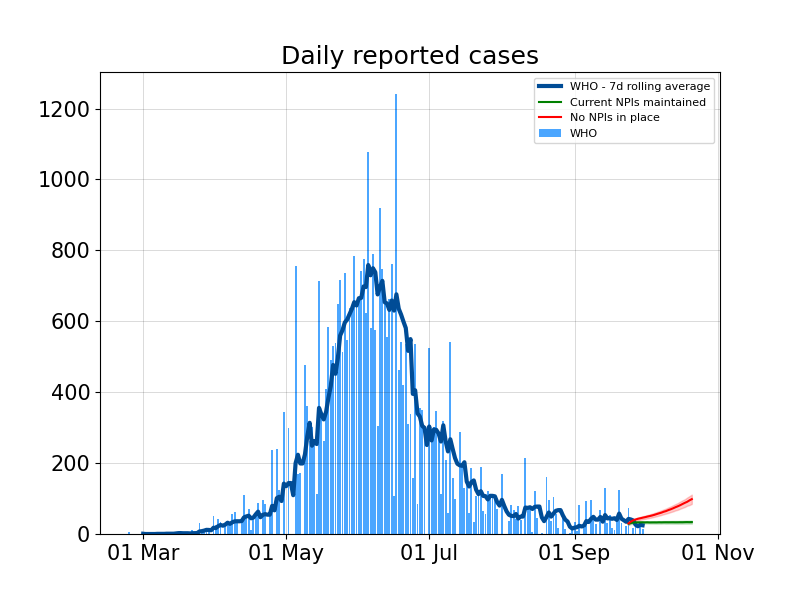 Daily reported cases
WHO - 7d rolling average
Current NPIs maintained
No NPIs in place
WHO
1200
1000
800
600
400
200
0
01 Mar
01 May
01 Jul
01 Sep
01 Nov